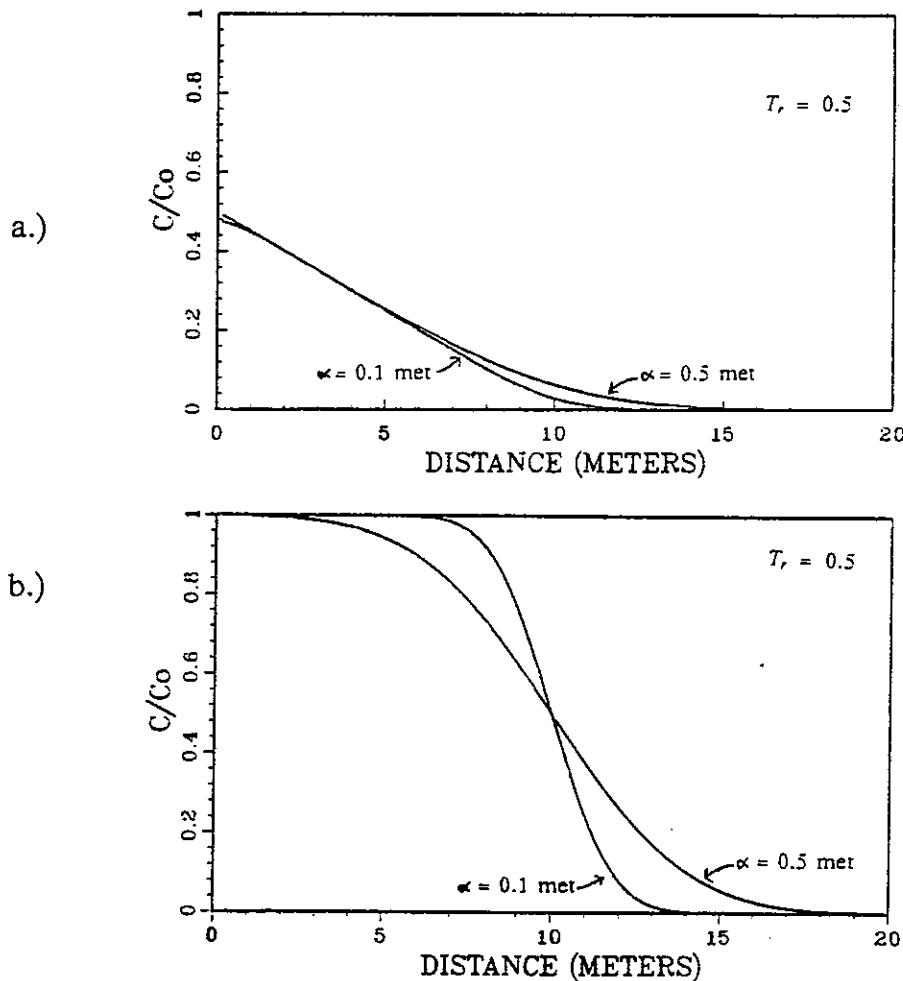 a.)
C/Co
1
0.8
0.6
0.4
0.2
0
T, = 0.5
α = 0.1 met
α = 0.5 met
0 5 10 15 20
DISTANCE (METERS)
b.)
C/Co
1
0.8
0.6
0.4
0.2
0
T, = 0.5
α = 0.1 met
α = 0.5 met
0 5 10 15 20
DISTANCE (METERS)